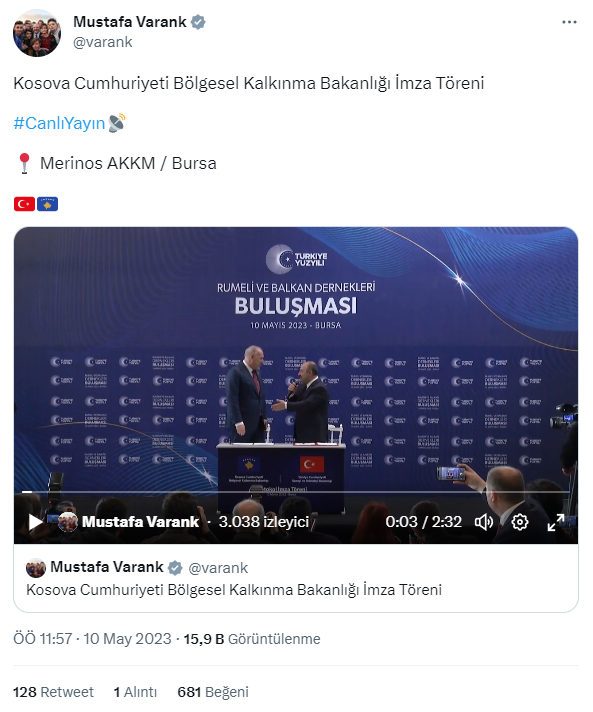 Mustafa Varank
@varank
Kosova Cumhuriyeti Bölgesel Kalkınma Bakanlığı İmza Töreni
#CanlıYayın
Merinos AKKM / Bursa
TÜRKİYE
YÜZYILI
RUMELİ VE BALKAN DERNEKLERİ
BULUŞMASI
10 MAYIS 2023 - BURSA
İmza Töreni
Mustafa Varank · 3.038 izleyici
0:03 / 2:32
Mustafa Varank @varank
Kosova Cumhuriyeti Bölgesel Kalkınma Bakanlığı İmza Töreni
ÖÖ 11:57 · 10 May 2023 · 15,9 B Görüntülenme
128 Retweet 1 Alıntı 681 Beğeni